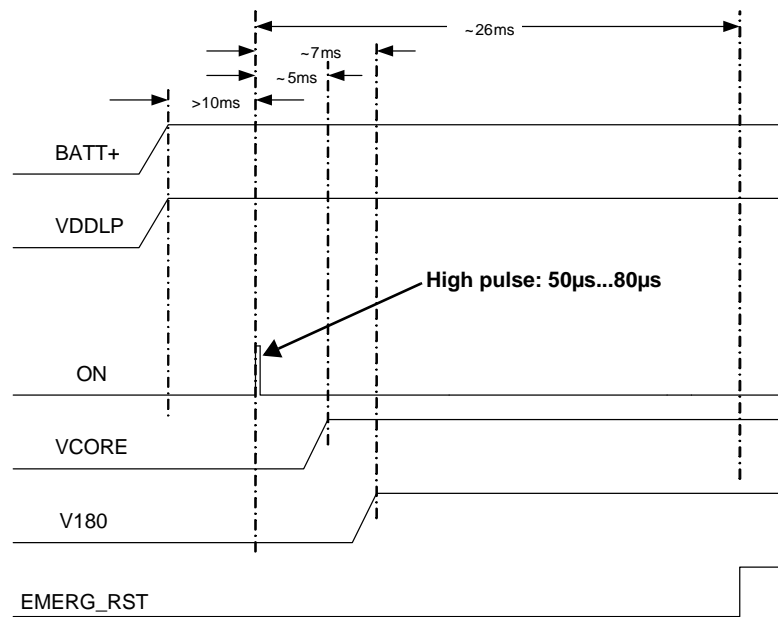 ~26ms
~7ms
~5ms
>10ms
BATT+
VDDLP
High pulse: 50µs...80µs
ON
VCORE
V180
EMERG_RST